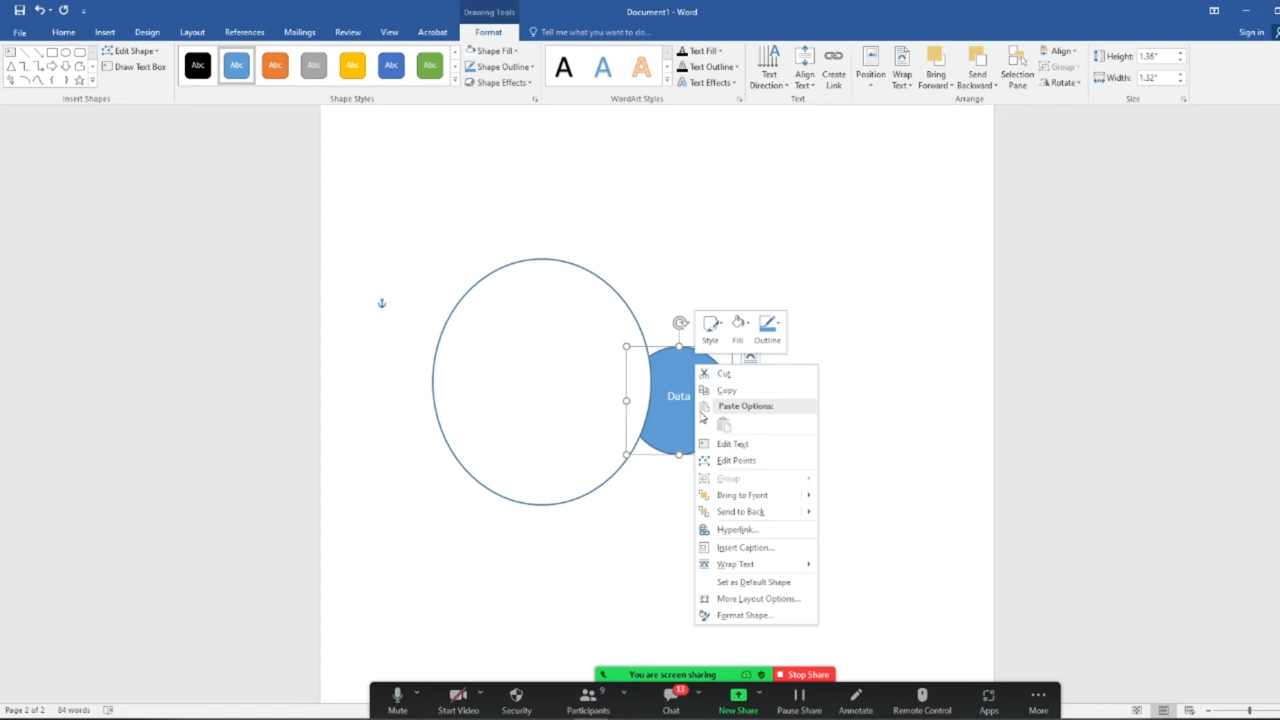 Drawing Tools
Document1 - Word
File Home Insert Design Layout References Mailings Review View Acrobat Format Tell me what you want to do... Sign in
Edit Shape
Draw Text Box
Insert Shapes
Abc Abc Abc Abc Abc Abc Abc
Shape Fill
Shape Outline
Shape Effects
Shape Styles
A A A
Text Fill
Text Outline
Text Effects
WordArt Styles
Text Direction
Align Text
Create Link
Text
Position
Wrap Text
Bring Forward
Send Backward
Selection Pane
Align
Group
Rotate
Arrange
Height: 1.36"
Width: 1.32"
Size
Style Fill Outline
Data
Cut
Copy
Paste Options:
Edit Text
Edit Points
Group
Bring to Front
Send to Back
Hyperlink...
Insert Caption...
Wrap Text
Set as Default Shape
More Layout Options...
Format Shape...
You are screen sharing Stop Share
Mute Start Video Security Participants 9 Chat 13 New Share Pause Share Annotate Remote Control Apps More
Page 2 of 2 84 words